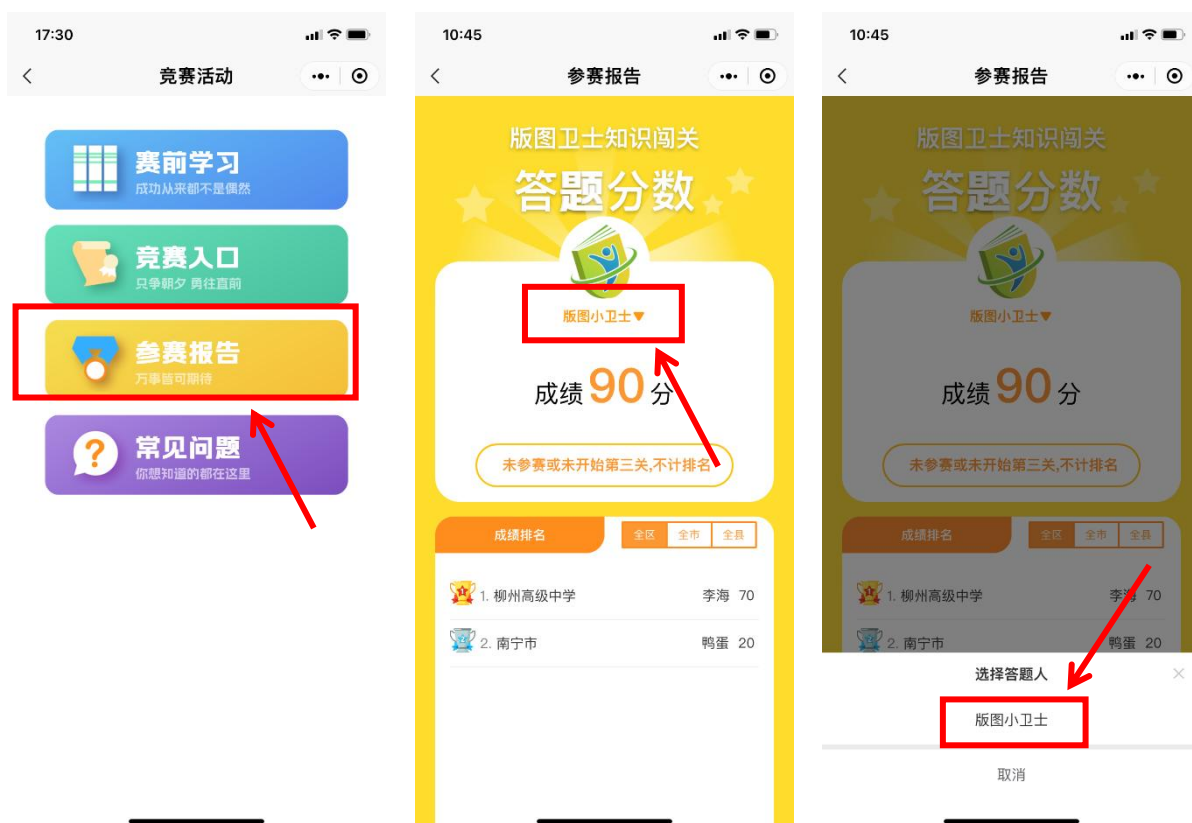 17:30
竞赛活动
赛前学习
成功从来都不是偶然
竞赛入口
只争朝夕 勇往直前
参赛报告
万事皆可期待
常见问题
你想知道的都在这里
10:45
参赛报告
版图卫士知识闯关
答题分数
版图小卫士▼
成绩 90 分
未参赛或未开始第三关,不计排名
成绩排名 全区 全市 全县
1. 柳州高级中学 李海 70
2. 南宁市 鸭蛋 20
10:45
参赛报告
版图卫士知识闯关
答题分数
版图小卫士▼
成绩 90 分
未参赛或未开始第三关,不计排名
成绩排名 全区 全市 全县
1. 柳州高级中学 李海 70
2. 南宁市 鸭蛋 20
选择答题人
版图小卫士
取消